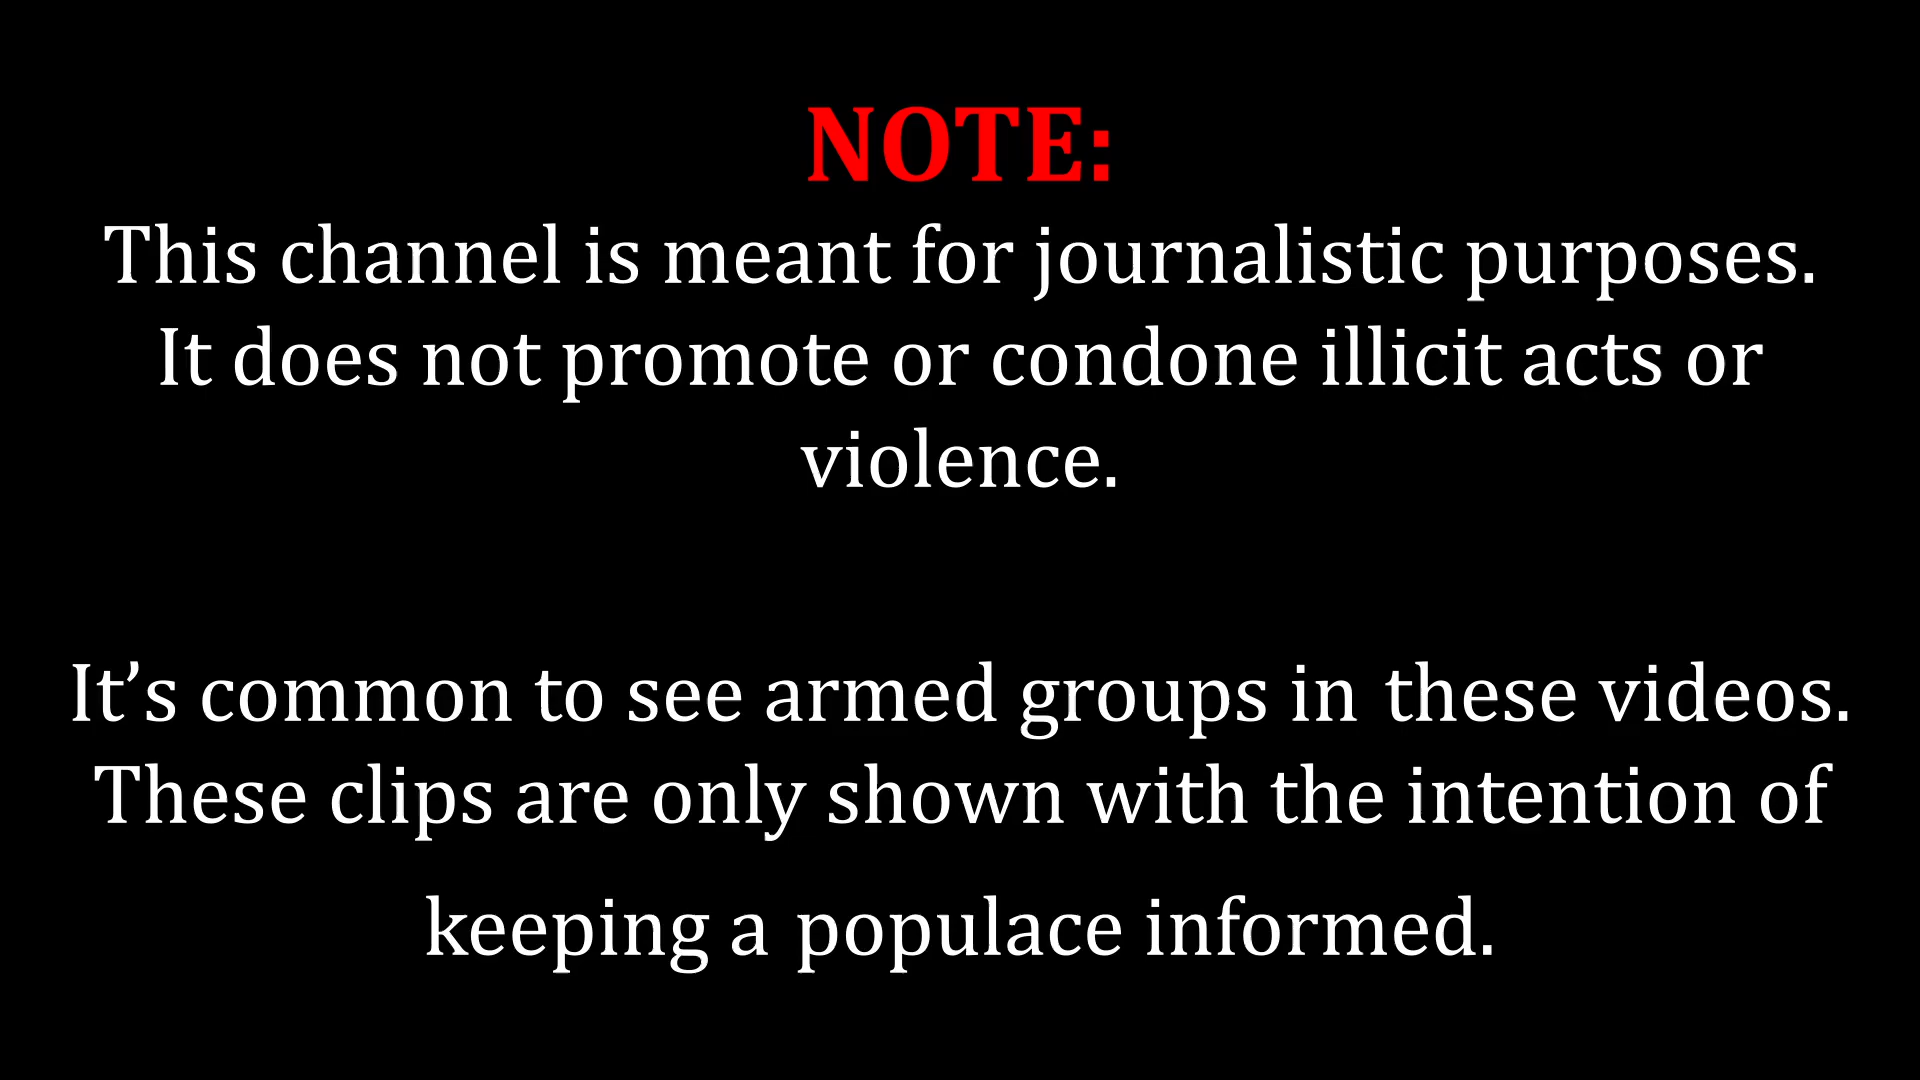 NOTE:
This channel is meant for journalistic purposes.
It does not promote or condone illicit acts or
violence.
It’s common to see armed groups in these videos.
These clips are only shown with the intention of
keeping a populace informed.